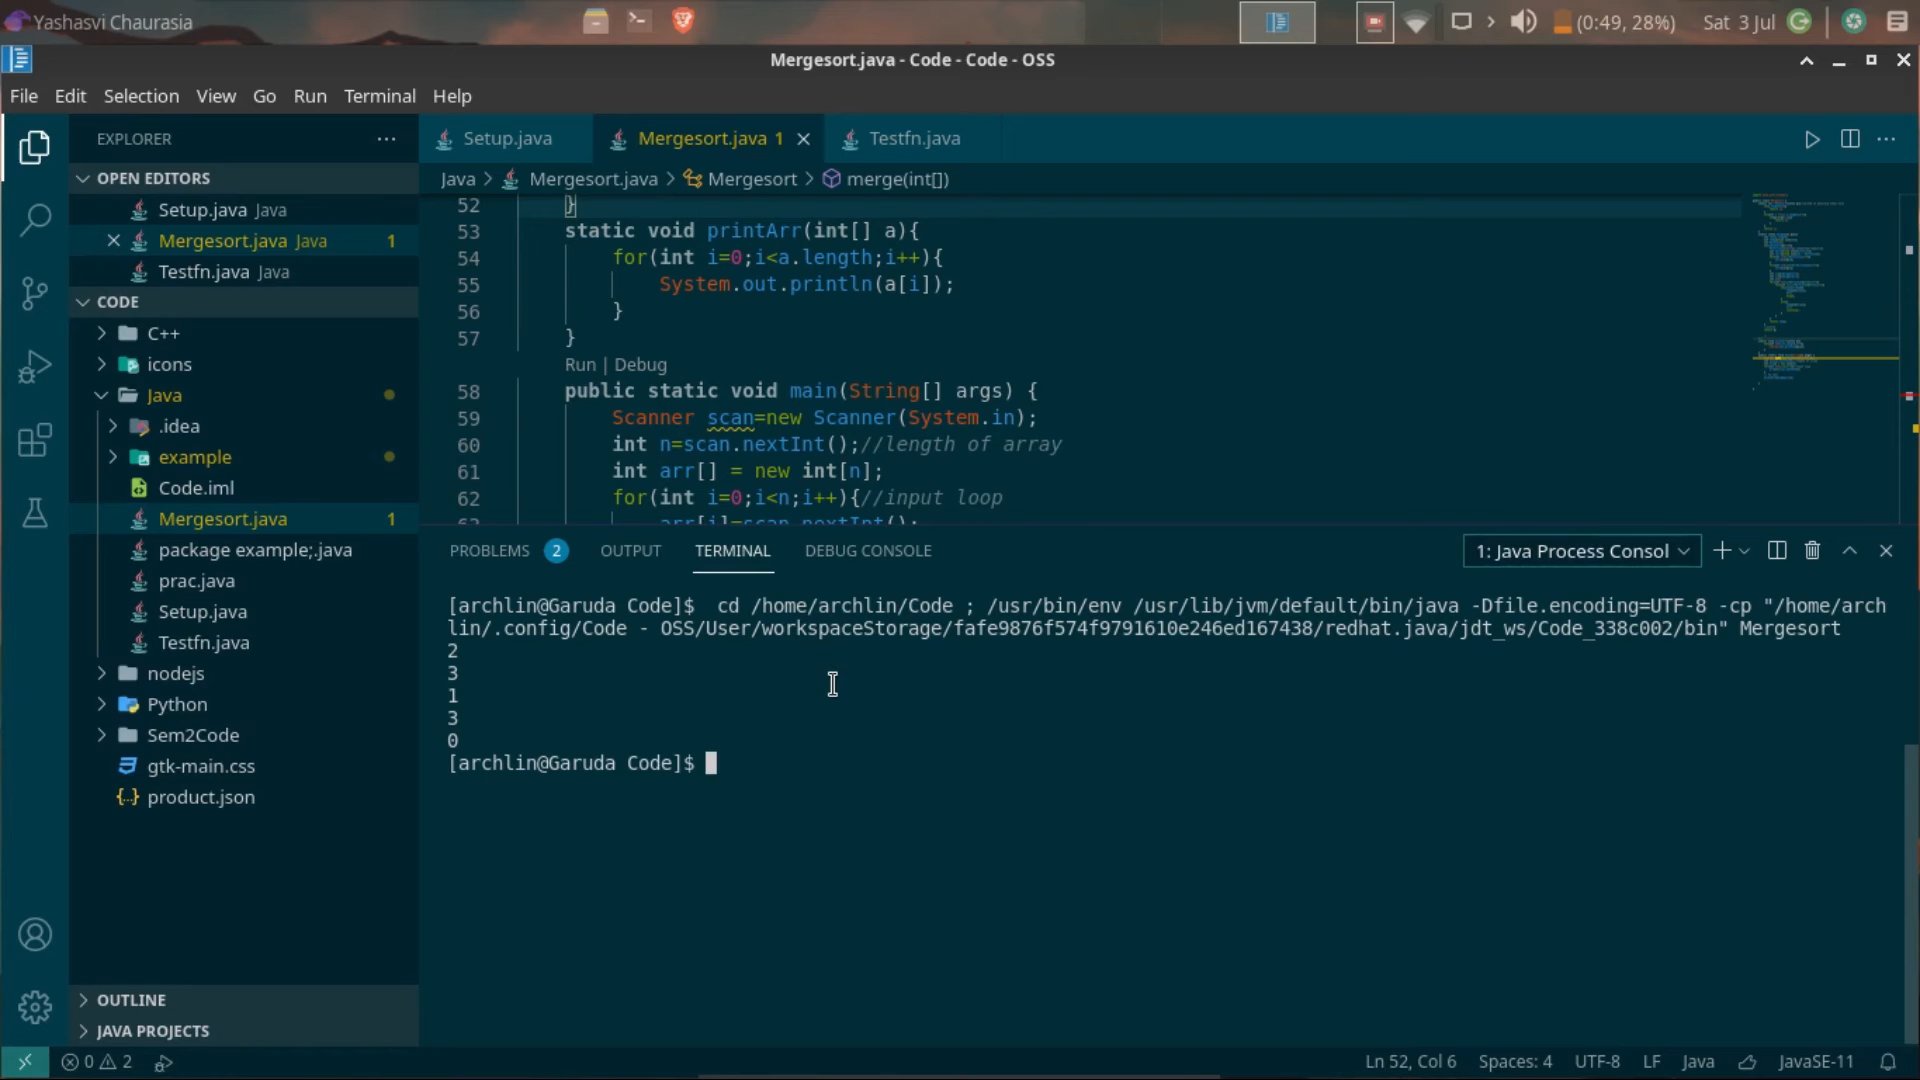 Yashasvi Chaurasia
(0:49, 28%)
Sat 3 Jul
Mergesort.java - Code - Code - OSS
File Edit Selection View Go Run Terminal Help
EXPLORER
OPEN EDITORS
Setup.java Java
Mergesort.java Java 1
Testfn.java Java
CODE
C++
icons
Java
.idea
example
Code.iml
Mergesort.java 1
package example;.java
prac.java
Setup.java
Testfn.java
nodejs
Python
Sem2Code
gtk-main.css
product.json
OUTLINE
JAVA PROJECTS
Setup.java
Mergesort.java 1
Testfn.java
Java > Mergesort.java > Mergesort > merge(int[])
52 }
53 static void printArr(int[] a){
54 for(int i=0;i<a.length;i++){
55 System.out.println(a[i]);
56 }
57 }
Run | Debug
58 public static void main(String[] args) {
59 Scanner scan=new Scanner(System.in);
60 int n=scan.nextInt();//length of array
61 int arr[] = new int[n];
62 for(int i=0;i<n;i++){//input loop
63 arr[i]=scan.nextInt();
PROBLEMS 2 OUTPUT TERMINAL DEBUG CONSOLE
1: Java Process Consol
[archlin@Garuda Code]$ cd /home/archlin/Code ; /usr/bin/env /usr/lib/jvm/default/bin/java -Dfile.encoding=UTF-8 -cp "/home/arch
lin/.config/Code - OSS/User/workspaceStorage/fafe9876f574f9791610e246ed167438/redhat.java/jdt_ws/Code_338c002/bin" Mergesort
2
3
1
3
0
[archlin@Garuda Code]$
0 2
Ln 52, Col 6 Spaces: 4 UTF-8 LF Java JavaSE-11